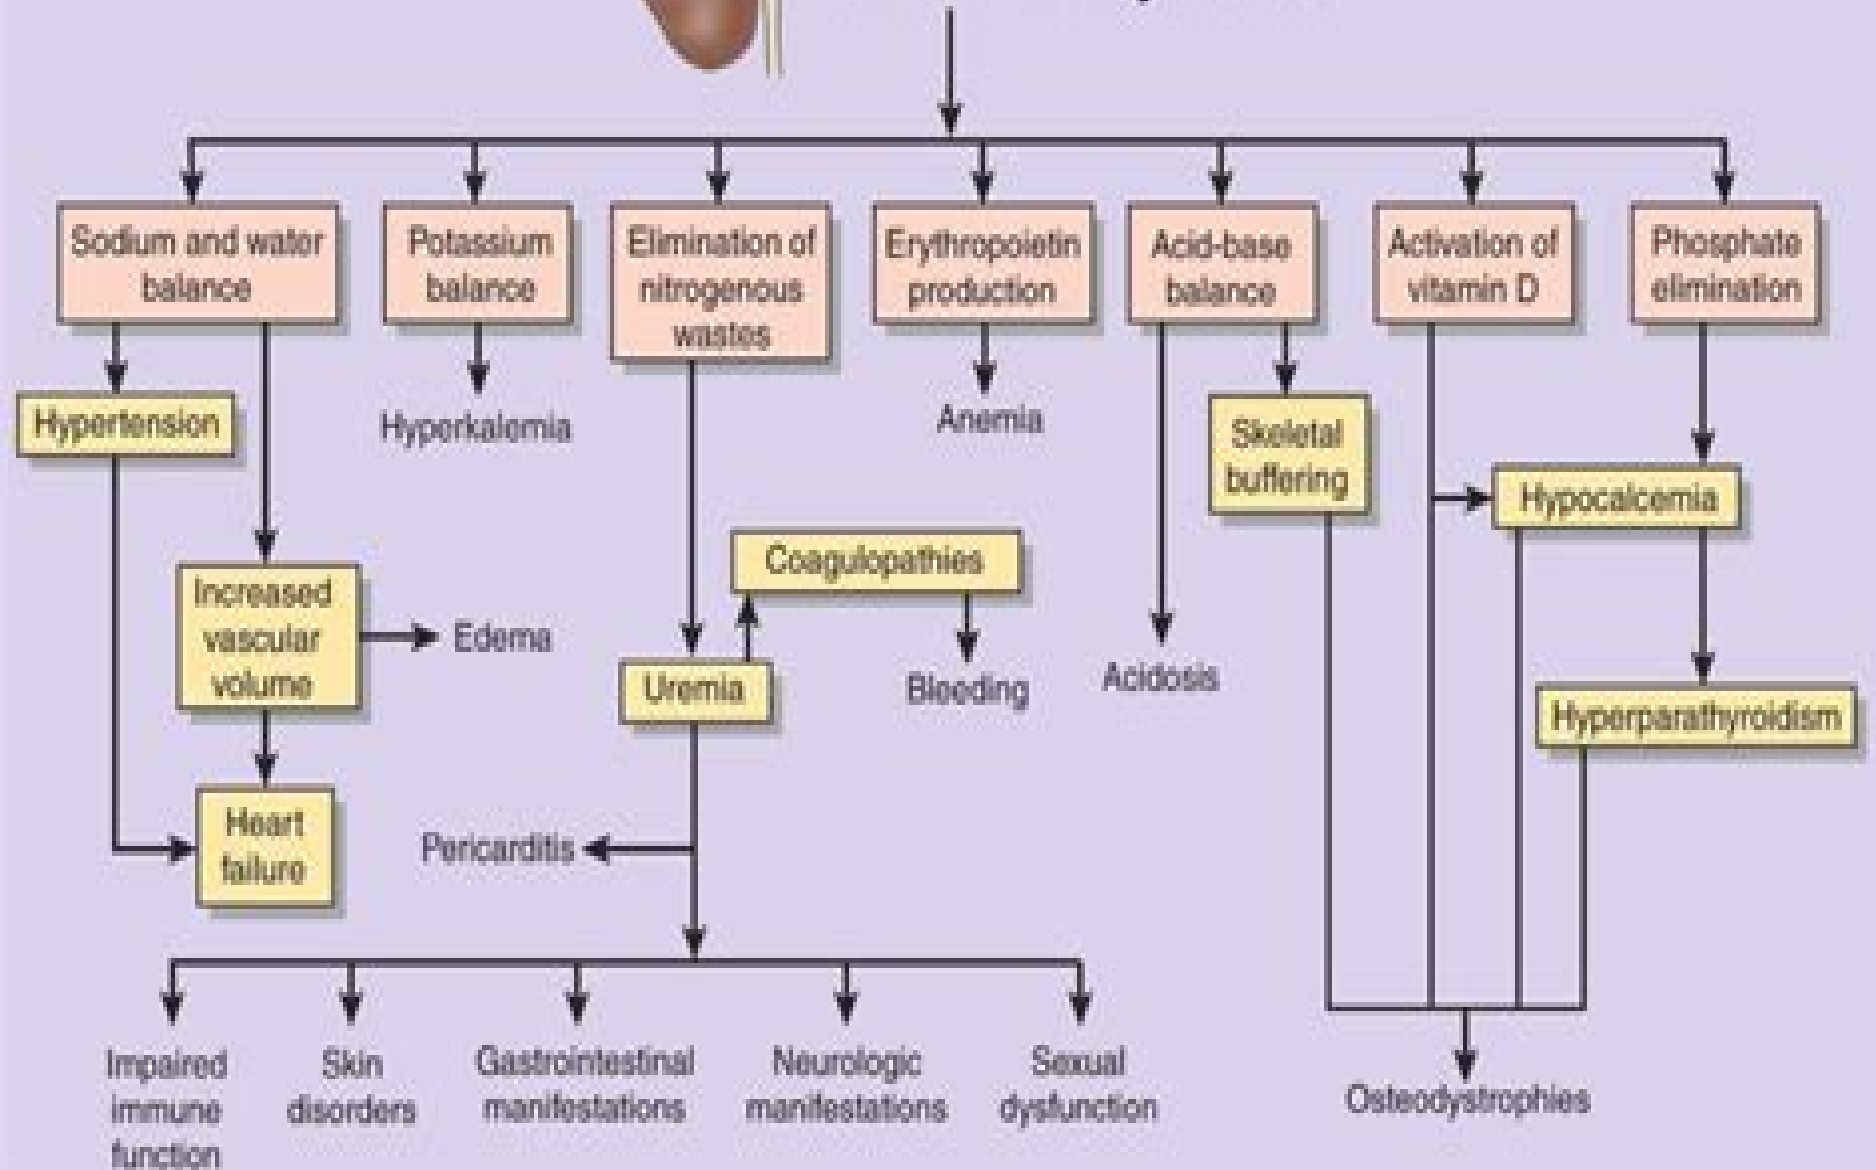 Sodium and water
balance
Potassium
balance
Elimination of
nitrogenous
wastes
Erythropoietin
production
Acid-base
balance
Activation of
vitamin D
Phosphate
elimination
Hypertension
Hyperkalemia
Anemia
Skeletal
buffering
Hypocalcemia
Coagulopathies
Increased
vascular
volume
Edema
Uremia
Bleeding
Acidosis
Hyperparathyroidism
Heart
failure
Pericarditis
Impaired
immune
function
Skin
disorders
Gastrointestinal
manifestations
Neurologic
manifestations
Sexual
dysfunction
Osteodystrophies